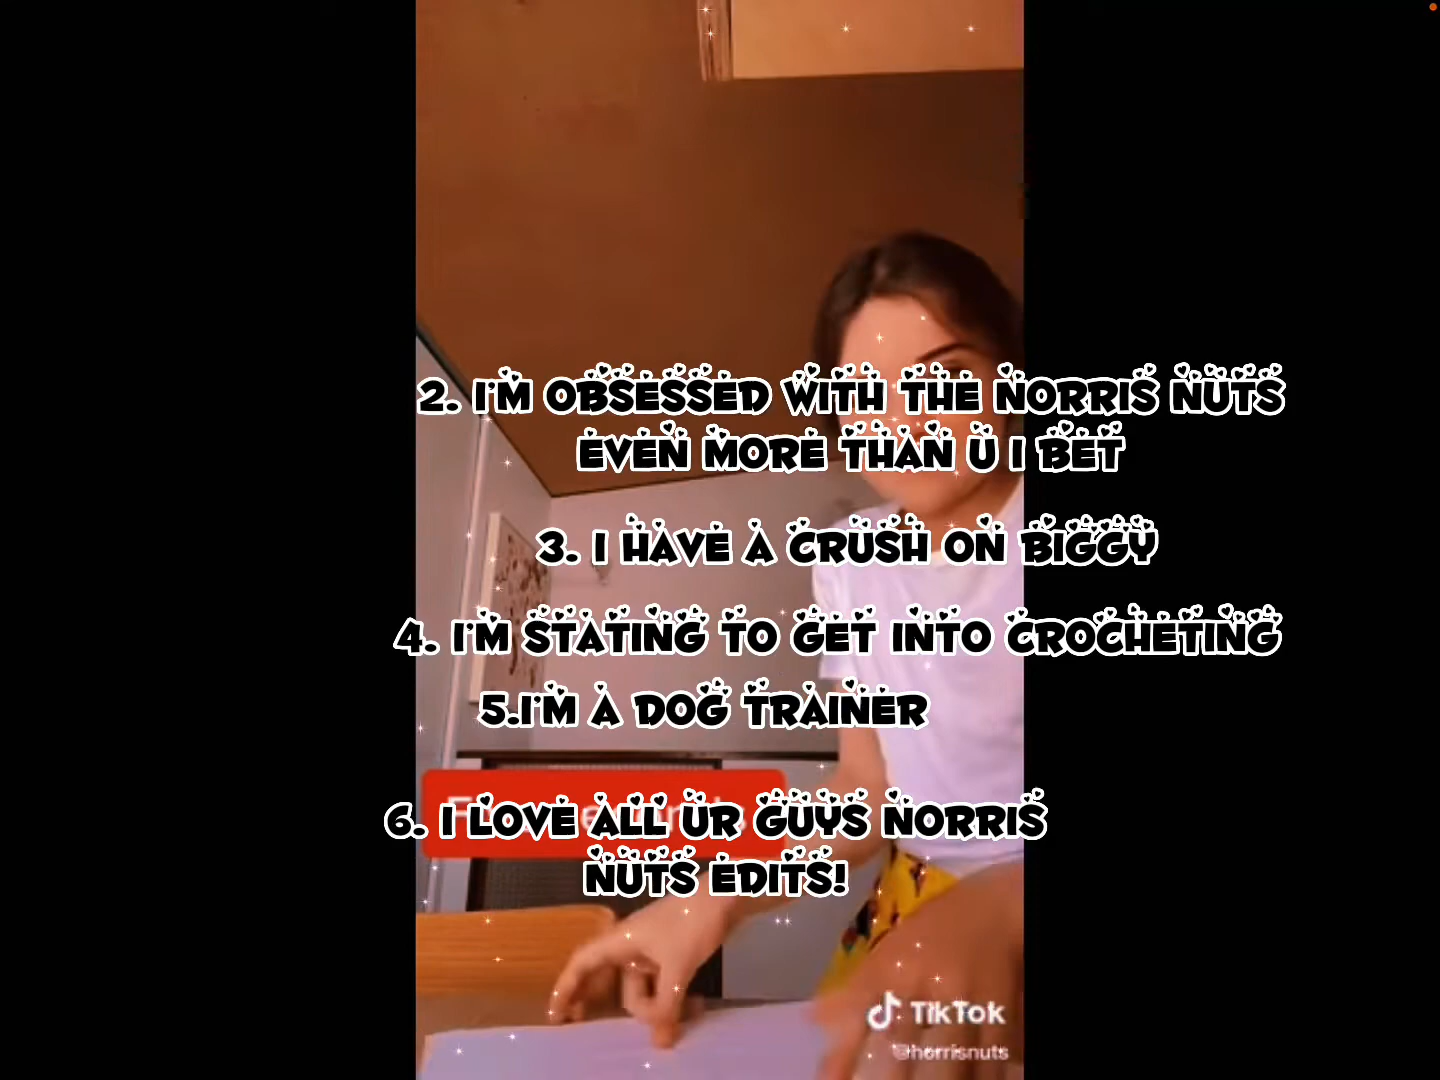 2. I'M OBSESSED WITH THE NORRIS NUTS
EVEN MORE THAN U I BET
3. I HAVE A CRUSH ON BIGGY
4. I'M STATING TO GET INTO CROCHETING
5.I'M A DOG TRAINER
6. I LOVE ALL UR GUYS NORRIS
NUTS EDITS!
TikTok
@norrisnuts